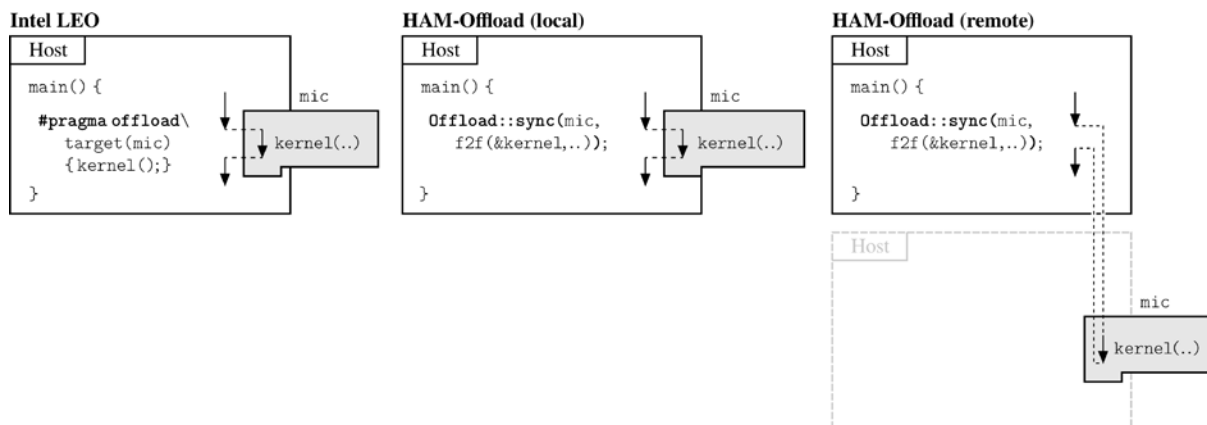 Intel LEO
Host
main() {
#pragma offload\
target(mic)
{kernel();}
}
mic
kernel(..)
HAM-Offload (local)
Host
main() {
Offload::sync(mic,
f2f(&kernel,..));
}
mic
kernel(..)
HAM-Offload (remote)
Host
main() {
Offload::sync(mic,
f2f(&kernel,..));
}
Host
mic
kernel(..)